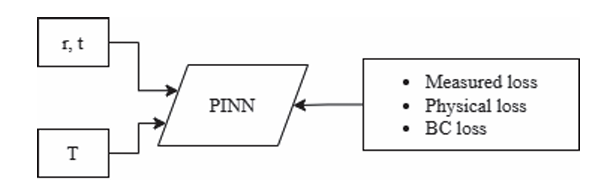 r, t
PINN
T
• Measured loss
• Physical loss
• BC loss